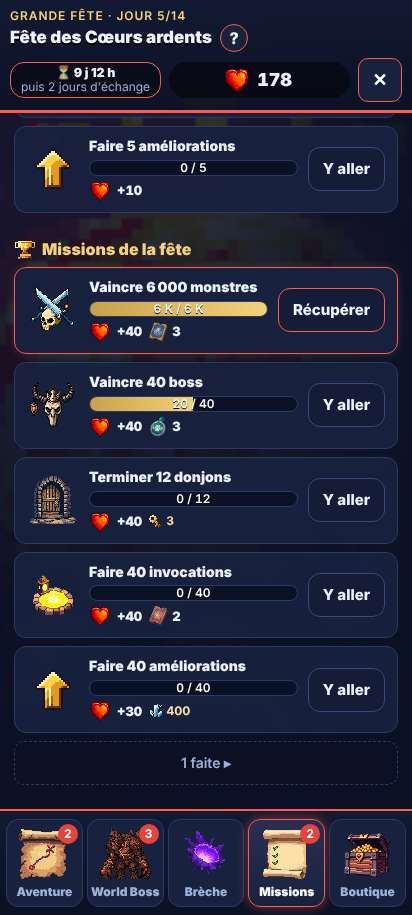 GRANDE FÊTE · JOUR 5/14
Fête des Cœurs ardents ?
⏳ 9 j 12 h
puis 2 jours d'échange
178
✕
Faire 5 améliorations
0 / 5
+10
Y aller
Missions de la fête
Vaincre 6 000 monstres
6 K / 6 K
+40 3
Récupérer
Vaincre 40 boss
20 / 40
+40 3
Y aller
Terminer 12 donjons
0 / 12
+40 3
Y aller
Faire 40 invocations
0 / 40
+40 2
Y aller
Faire 40 améliorations
0 / 40
+30 400
Y aller
1 faite ▸
2
Aventure
3
World Boss
Brèche
2
Missions
Boutique